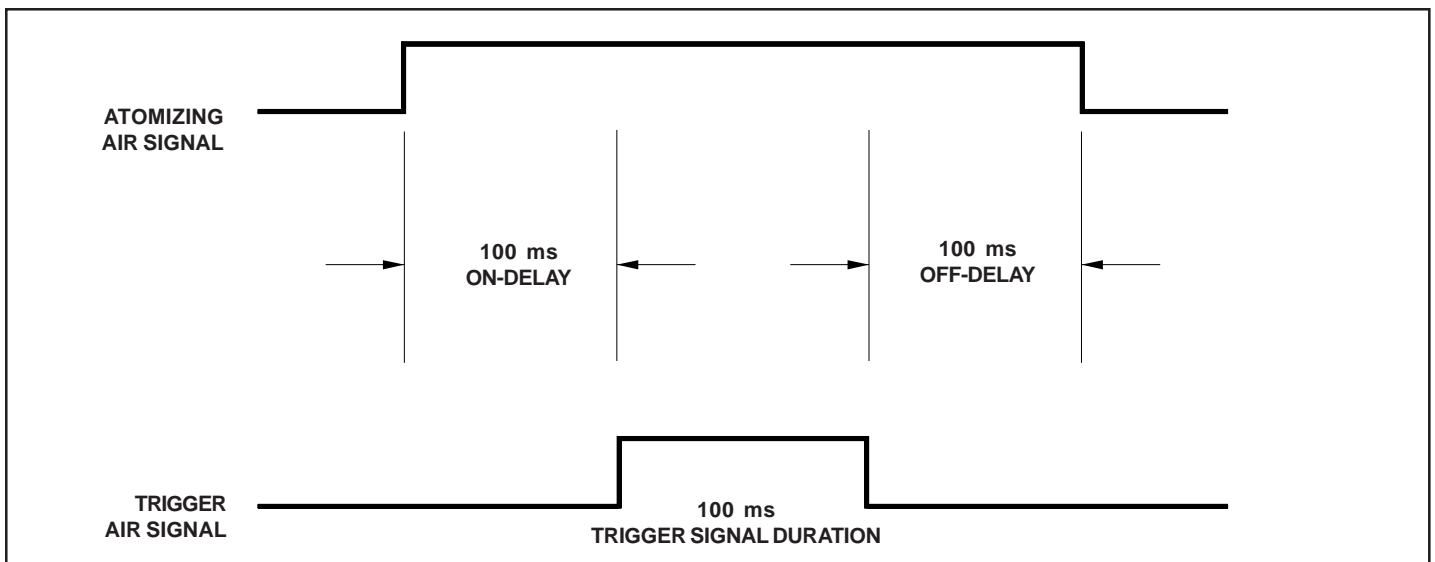 ATOMIZING
AIR SIGNAL
100 ms
ON-DELAY
100 ms
OFF-DELAY
TRIGGER
AIR SIGNAL
100 ms
TRIGGER SIGNAL DURATION